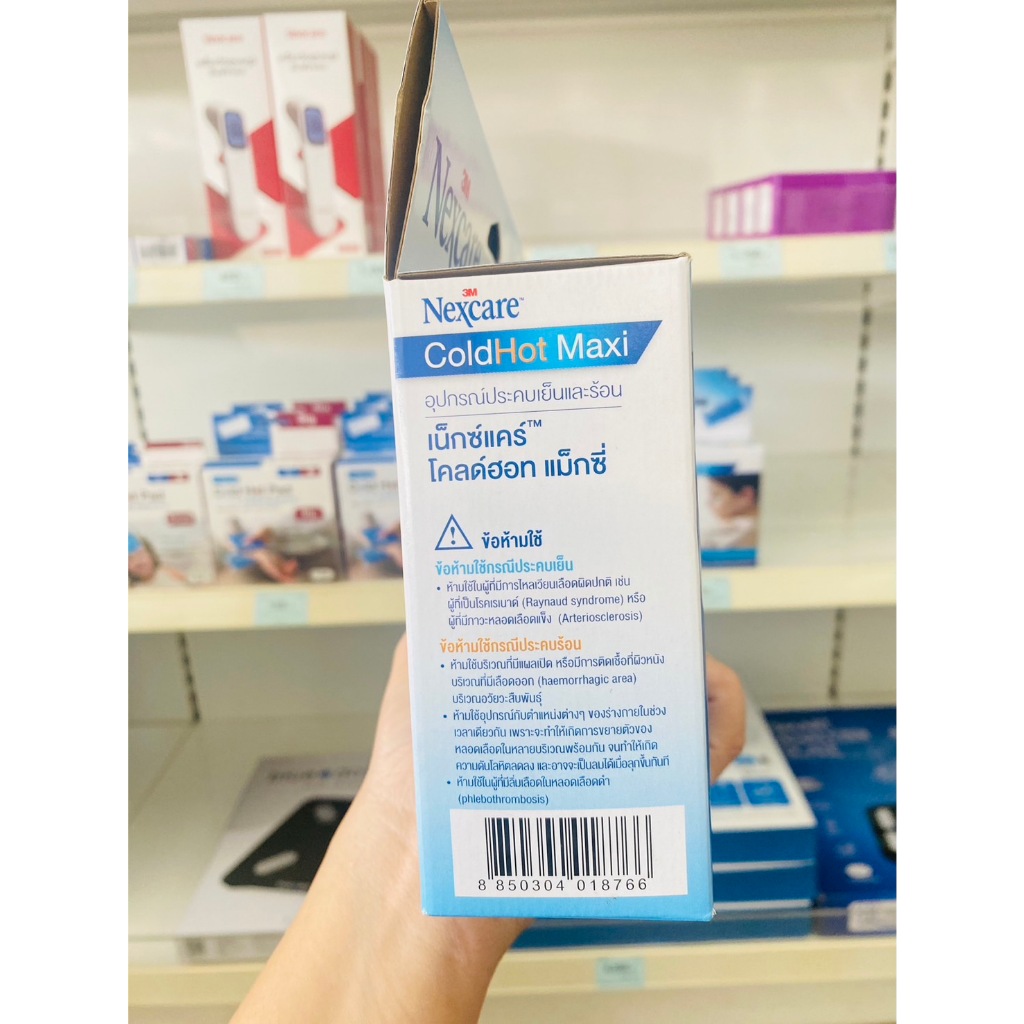 3M
Nexcare
3M
Nexcare™
ColdHot Maxi
อุปกรณ์ประคบเย็นและร้อน
เน็กซ์แคร์™
โคลด์ฮอท แม็กซี่
ข้อห้ามใช้
ข้อห้ามใช้กรณีประคบเย็น
• ห้ามใช้ในผู้ที่มีการไหลเวียนเลือดผิดปกติ เช่น
ผู้ที่เป็นโรคเรเนาด์ (Raynaud syndrome) หรือ
ผู้ที่มีภาวะหลอดเลือดแข็ง (Arteriosclerosis)
ข้อห้ามใช้กรณีประคบร้อน
• ห้ามใช้บริเวณที่มีแผลเปิด หรือมีการติดเชื้อที่ผิวหนัง
บริเวณที่มีเลือดออก (haemorrhagic area)
บริเวณอวัยวะสืบพันธุ์
• ห้ามใช้อุปกรณ์กับตำแหน่งต่างๆ ของร่างกายในช่วง
เวลาเดียวกัน เพราะจะทำให้เกิดการขยายตัวของ
หลอดเลือดในหลายบริเวณพร้อมกัน จนทำให้เกิด
ความดันโลหิตลดลง และอาจจะเป็นลมได้เมื่อลุกขึ้นทันที
• ห้ามใช้ในผู้ที่มีลิ่มเลือดในหลอดเลือดดำ
(phlebothrombosis)
8 850304 018766
Cold Hot Pad